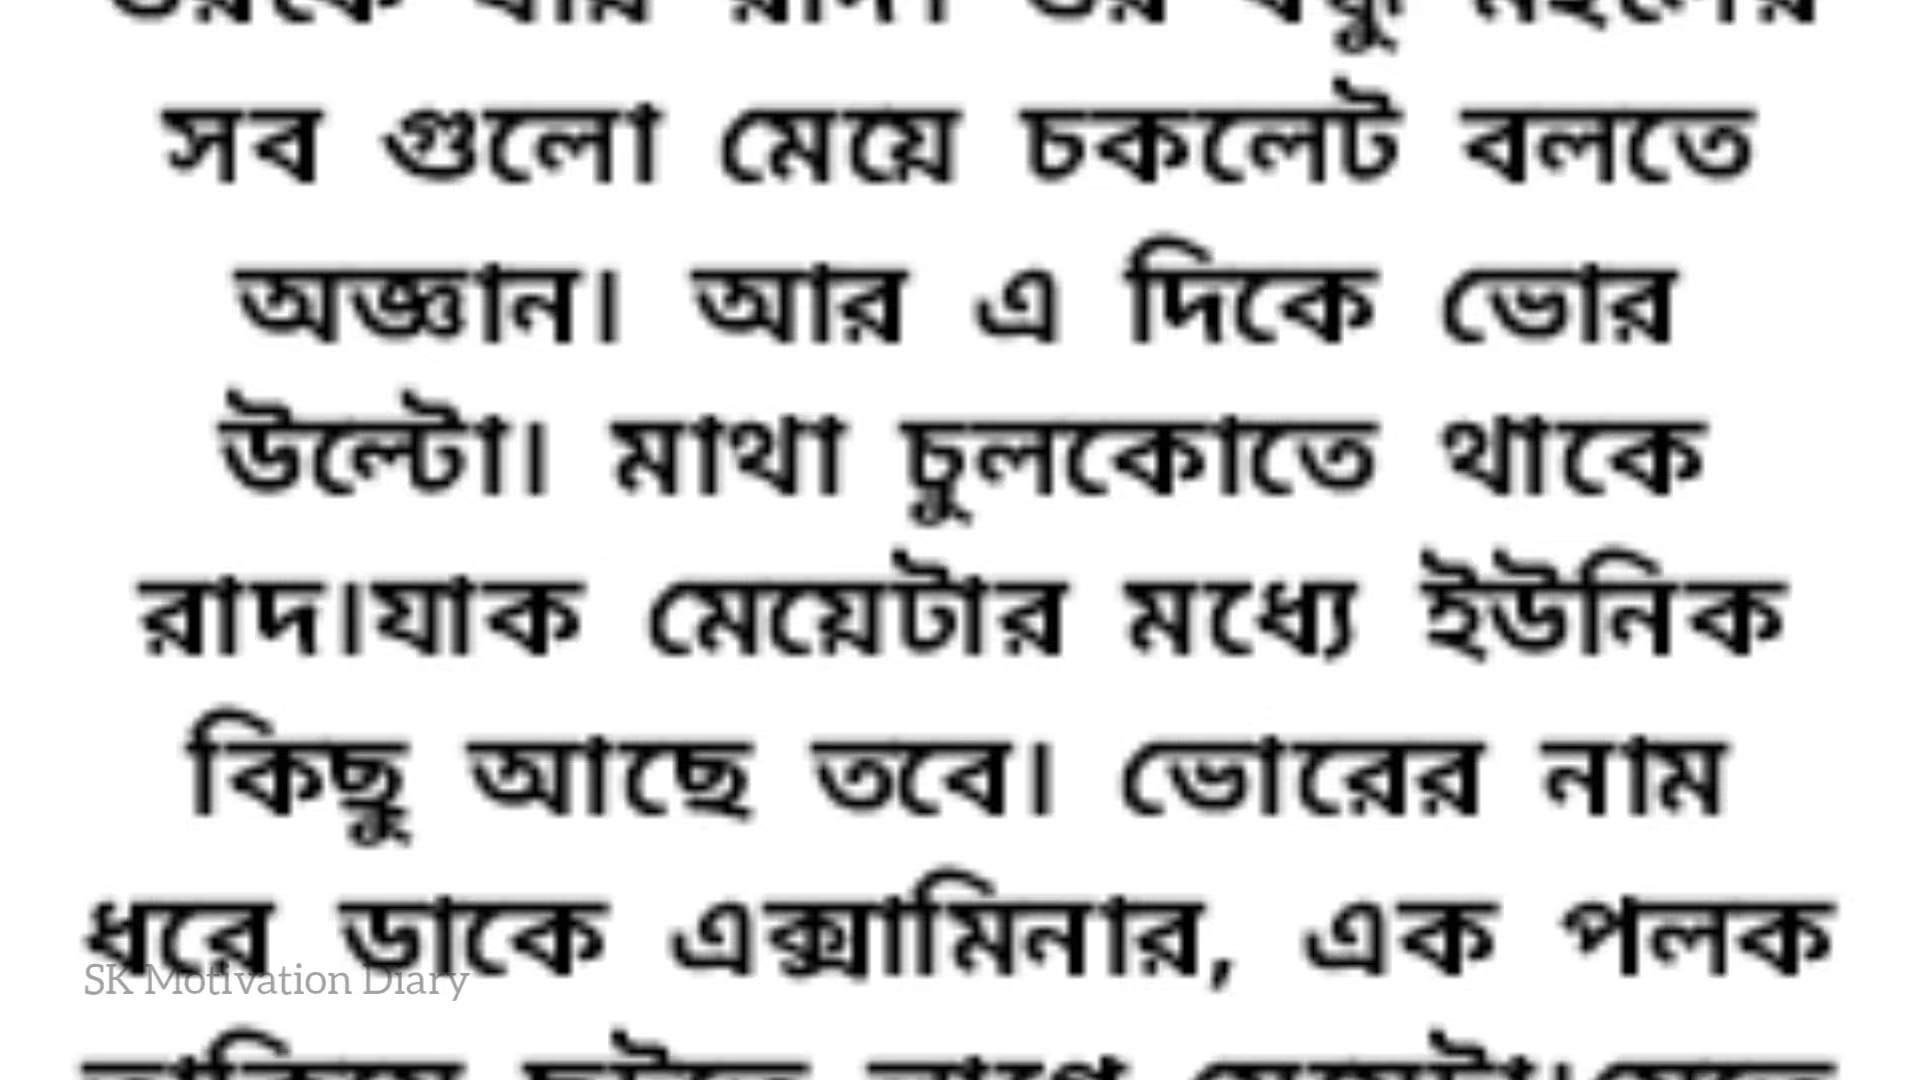 সব গুলো মেয়ে চকলেট বলতে
অজ্ঞান। আর এ দিকে ভোর
উল্টো। মাথা চুলকোতে থাকে
রাদ।যাক মেয়েটার মধ্যে ইউনিক
কিছু আছে তবে। ভোরের নাম
ধরে ডাকে এক্সামিনার, এক পলক
SK Motivation Diary